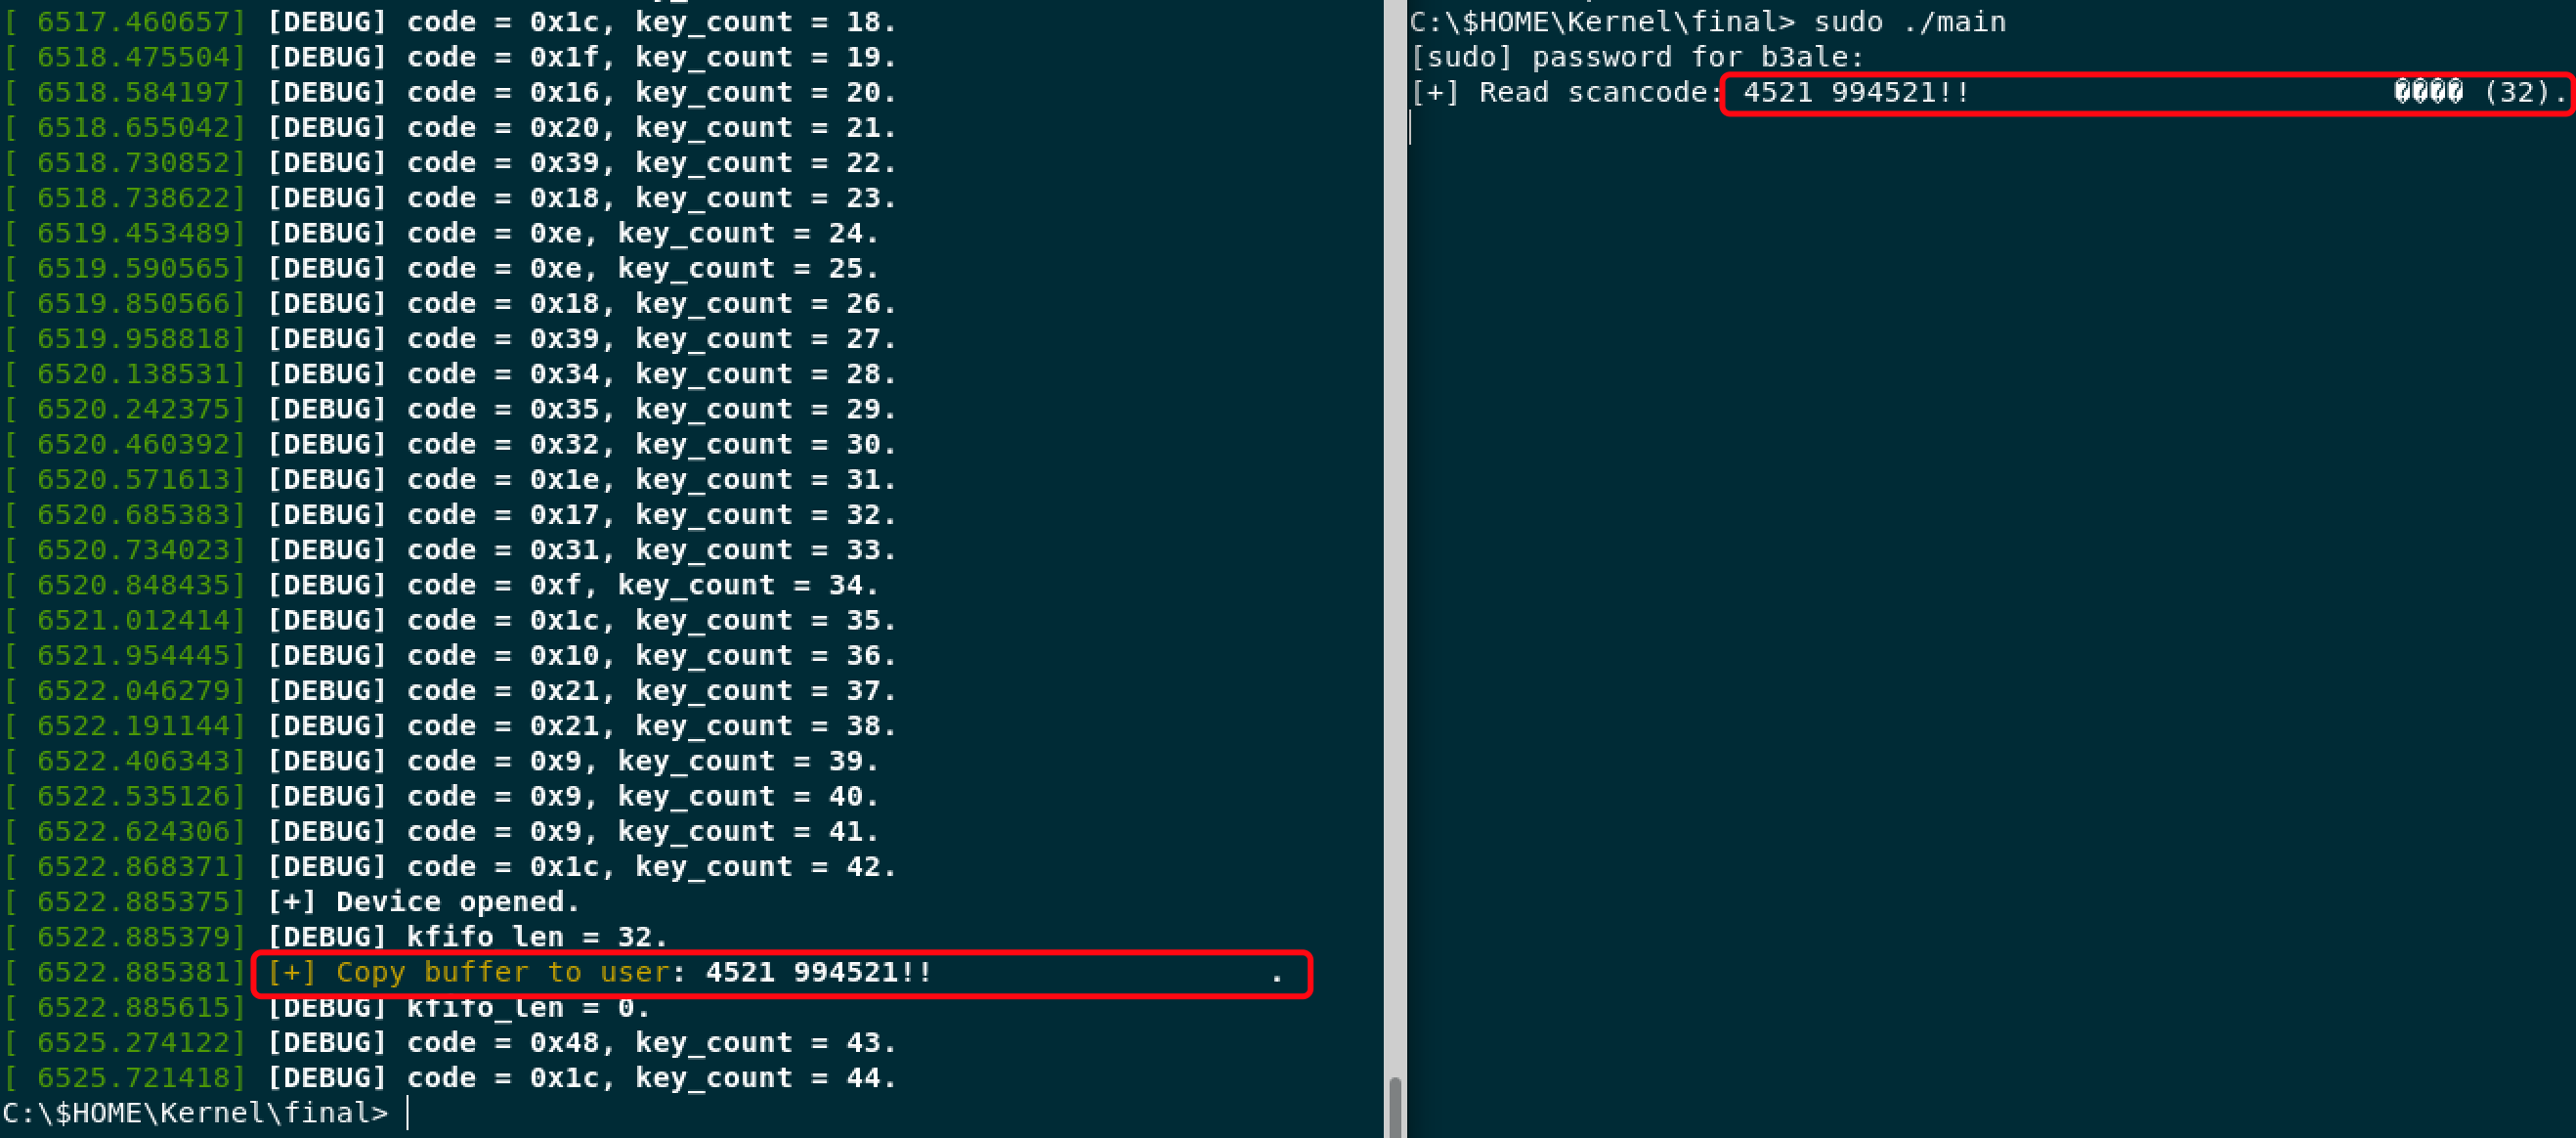 [ 6517.460657] [DEBUG] code = 0x1c, key_count = 18.
[ 6518.475504] [DEBUG] code = 0x1f, key_count = 19.
[ 6518.584197] [DEBUG] code = 0x16, key_count = 20.
[ 6518.655042] [DEBUG] code = 0x20, key_count = 21.
[ 6518.730852] [DEBUG] code = 0x39, key_count = 22.
[ 6518.738622] [DEBUG] code = 0x18, key_count = 23.
[ 6519.453489] [DEBUG] code = 0xe, key_count = 24.
[ 6519.590565] [DEBUG] code = 0xe, key_count = 25.
[ 6519.850566] [DEBUG] code = 0x18, key_count = 26.
[ 6519.958818] [DEBUG] code = 0x39, key_count = 27.
[ 6520.138531] [DEBUG] code = 0x34, key_count = 28.
[ 6520.242375] [DEBUG] code = 0x35, key_count = 29.
[ 6520.460392] [DEBUG] code = 0x32, key_count = 30.
[ 6520.571613] [DEBUG] code = 0x1e, key_count = 31.
[ 6520.685383] [DEBUG] code = 0x17, key_count = 32.
[ 6520.734023] [DEBUG] code = 0x31, key_count = 33.
[ 6520.848435] [DEBUG] code = 0xf, key_count = 34.
[ 6521.012414] [DEBUG] code = 0x1c, key_count = 35.
[ 6521.954445] [DEBUG] code = 0x10, key_count = 36.
[ 6522.046279] [DEBUG] code = 0x21, key_count = 37.
[ 6522.191144] [DEBUG] code = 0x21, key_count = 38.
[ 6522.406343] [DEBUG] code = 0x9, key_count = 39.
[ 6522.535126] [DEBUG] code = 0x9, key_count = 40.
[ 6522.624306] [DEBUG] code = 0x9, key_count = 41.
[ 6522.868371] [DEBUG] code = 0x1c, key_count = 42.
[ 6522.885375] [+] Device opened.
[ 6522.885379] [DEBUG] kfifo_len = 32.
[ 6522.885381] [+] Copy buffer to user: 4521 994521!! .
[ 6522.885615] [DEBUG] kfifo_len = 0.
[ 6525.274122] [DEBUG] code = 0x48, key_count = 43.
[ 6525.721418] [DEBUG] code = 0x1c, key_count = 44.
C:\$HOME\Kernel\final>
C:\$HOME\Kernel\final> sudo ./main
[sudo] password for b3ale:
[+] Read scancode: 4521 994521!! ���� (32).